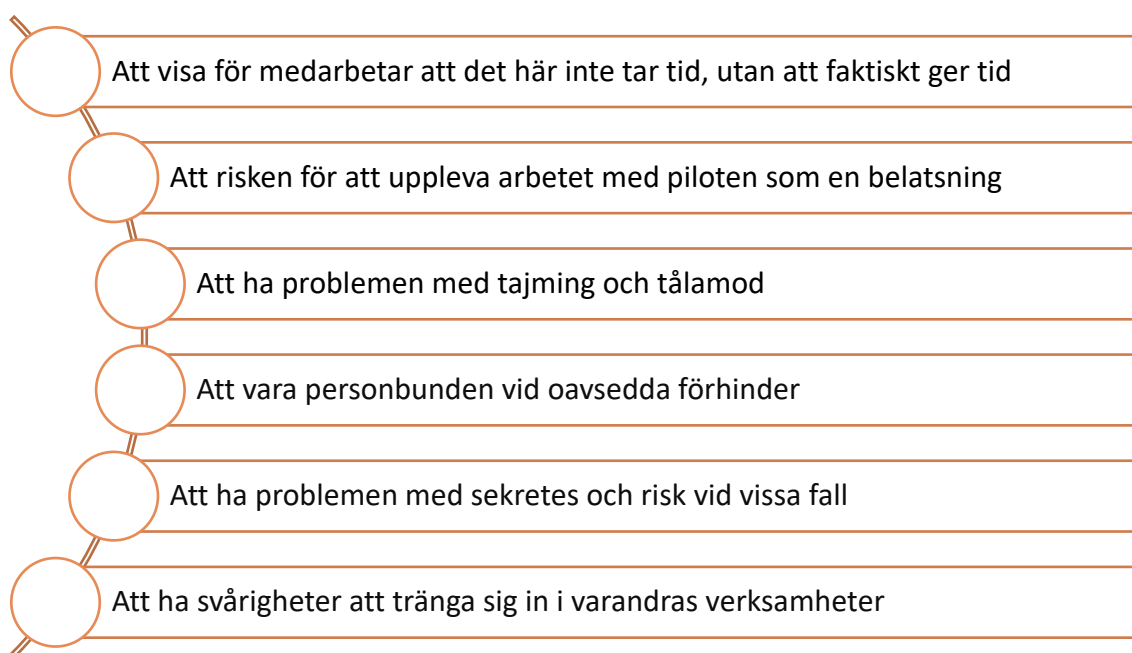 Att visa för medarbetar att det här inte tar tid, utan att faktiskt ger tid
Att risken för att uppleva arbetet med piloten som en belatsning
Att ha problemen med tajming och tålamod
Att vara personbunden vid oavsedda förhinder
Att ha problemen med sekretes och risk vid vissa fall
Att ha svårigheter att tränga sig in i varandras verksamheter